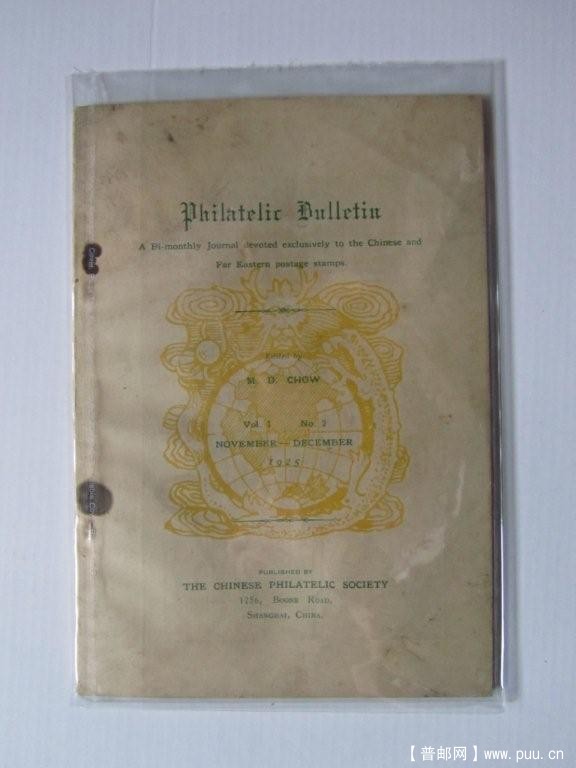 Philatelic Bulletin
A Bi-monthly Journal devoted exclusively to the Chinese and
Far Eastern postage stamps.
Edited by
M. D. CHOW
Vol. 1 No. 2
NOVEMBER—DECEMBER
1925
PUBLISHED BY
THE CHINESE PHILATELIC SOCIETY
1256, Boone Road,
Shanghai, China.
【普邮网】www.puu.cn